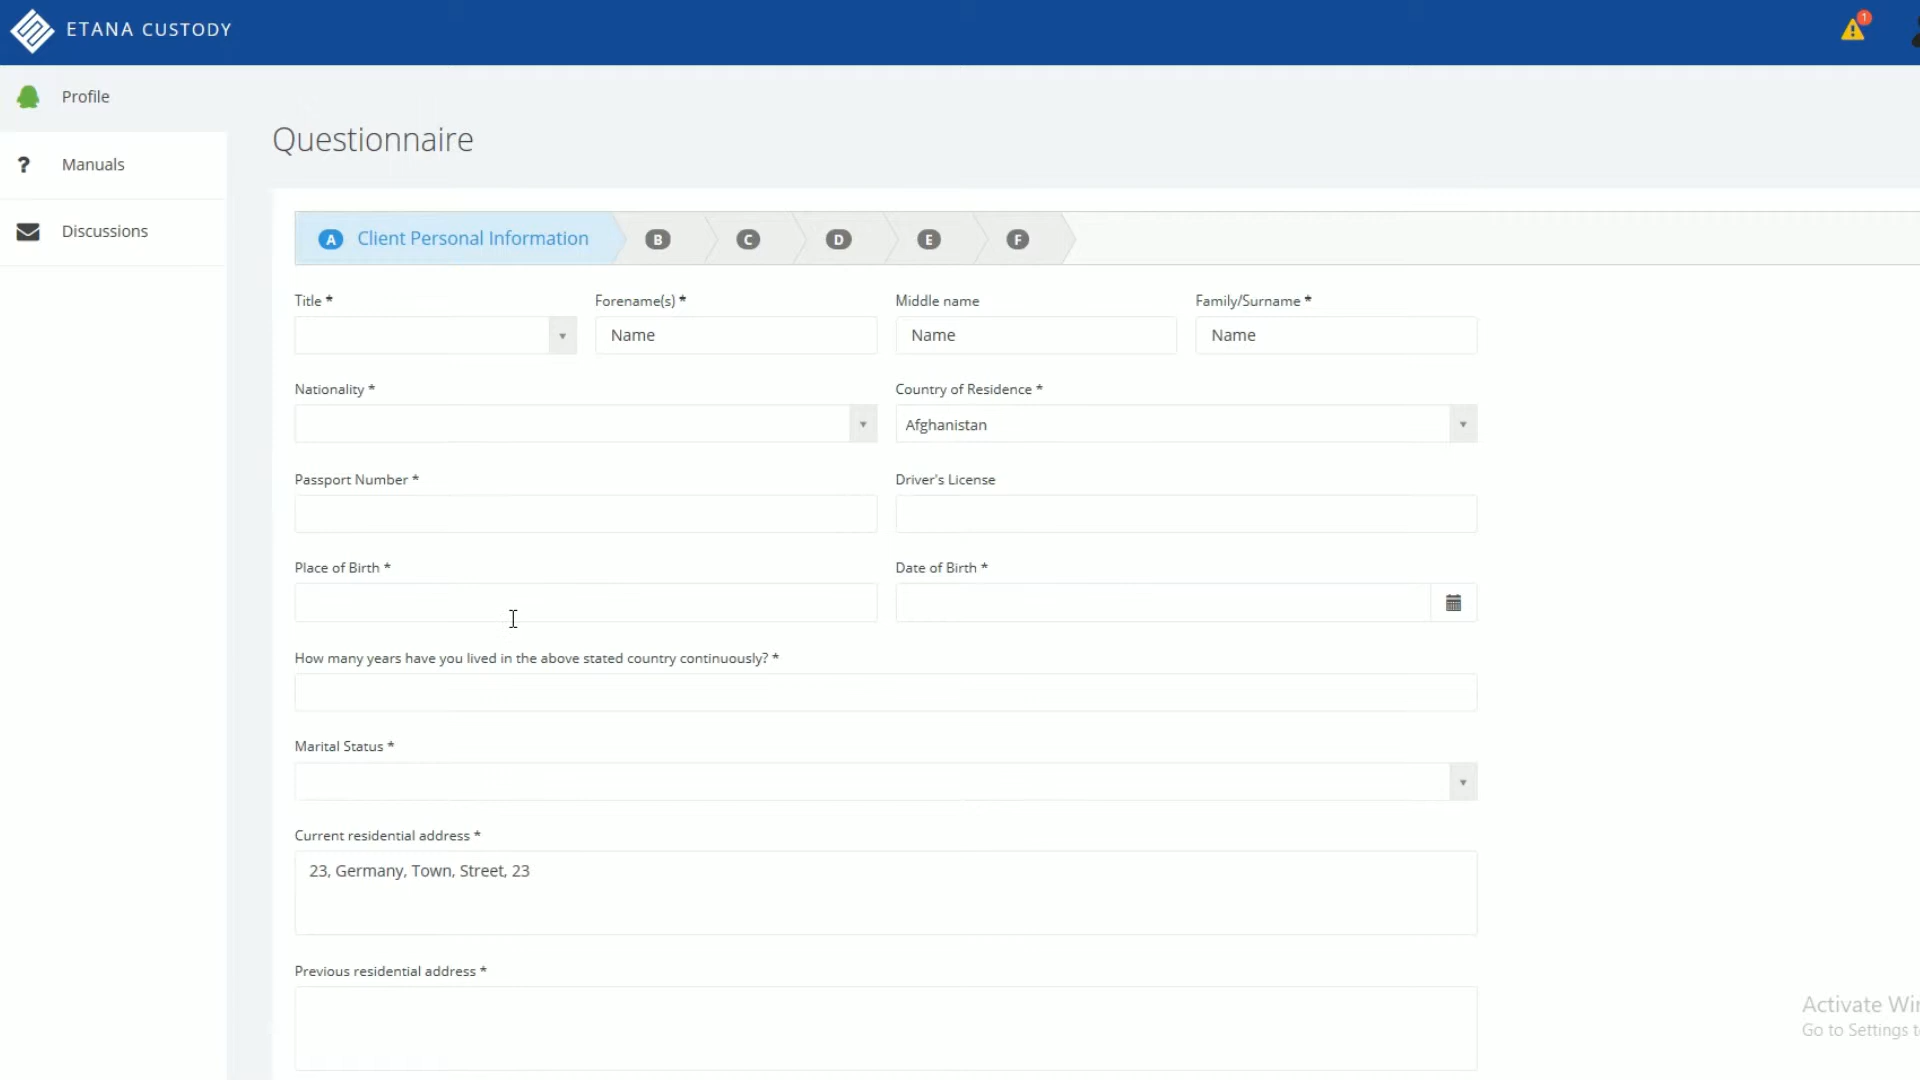 ETANA CUSTODY
1
Profile
Questionnaire
? Manuals
Discussions
A Client Personal Information B C D E F
Title * Forename(s) * Middle name Family/Surname *
Name Name Name
Nationality * Country of Residence *
Afghanistan
Passport Number * Driver's License
Place of Birth * Date of Birth *
How many years have you lived in the above stated country continuously? *
Marital Status *
Current residential address *
23, Germany, Town, Street, 23
Previous residential address *
Activate
Go to Settings